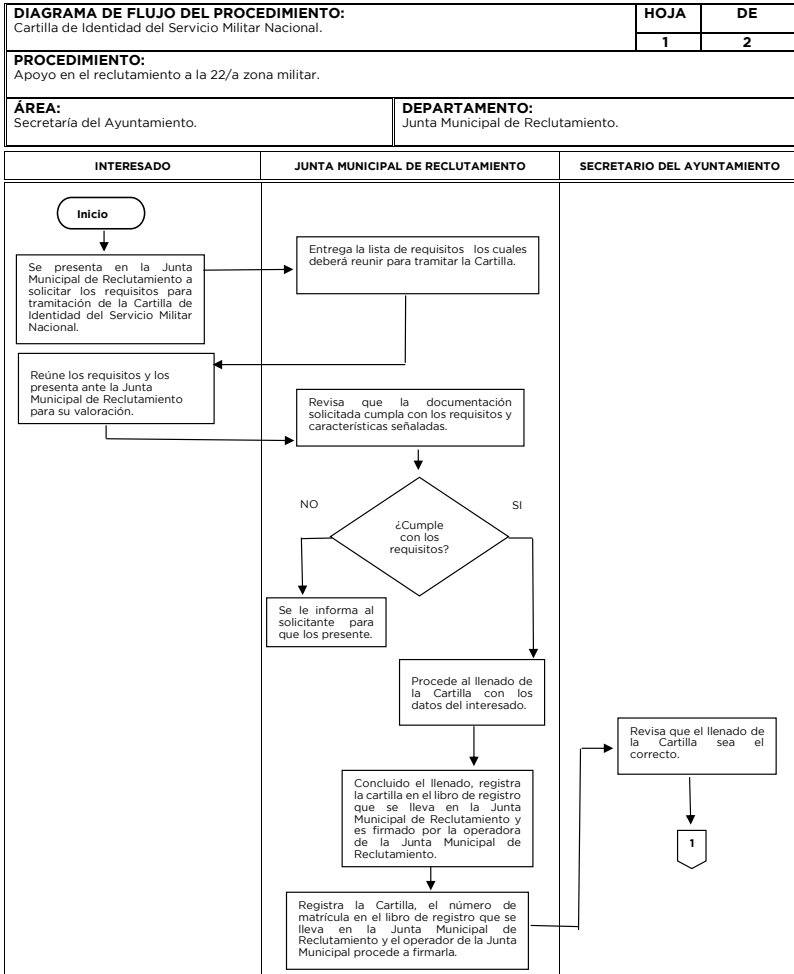 DIAGRAMA DE FLUJO DEL PROCEDIMIENTO:
Cartilla de Identidad del Servicio Militar Nacional.
HOJA DE
1 2
PROCEDIMIENTO:
Apoyo en el reclutamiento a la 22/a zona militar.
ÁREA:
Secretaría del Ayuntamiento.
DEPARTAMENTO:
Junta Municipal de Reclutamiento.
INTERESADO JUNTA MUNICIPAL DE RECLUTAMIENTO SECRETARIO DEL AYUNTAMIENTO
Inicio
Se presenta en la Junta
Municipal de Reclutamiento a
solicitar los requisitos para
tramitación de la Cartilla de
Identidad del Servicio Militar
Nacional.
Entrega la lista de requisitos los cuales
deberá reunir para tramitar la Cartilla.
Reúne los requisitos y los
presenta ante la Junta
Municipal de Reclutamiento
para su valoración.
Revisa que la documentación
solicitada cumpla con los requisitos y
características señaladas.
NO
SI
¿Cumple
con los
requisitos?
Se le informa al
solicitante para
que los presente.
Procede al llenado de
la Cartilla con los
datos del interesado.
Revisa que el llenado de
la Cartilla sea el
correcto.
Concluido el llenado, registra
la cartilla en el libro de registro
que se lleva en la Junta
Municipal de Reclutamiento y
es firmado por la operadora
de la Junta Municipal de
Reclutamiento.
1
Registra la Cartilla, el número de
matrícula en el libro de registro que se
lleva en la Junta Municipal de
Reclutamiento y el operador de la Junta
Municipal procede a firmarla.